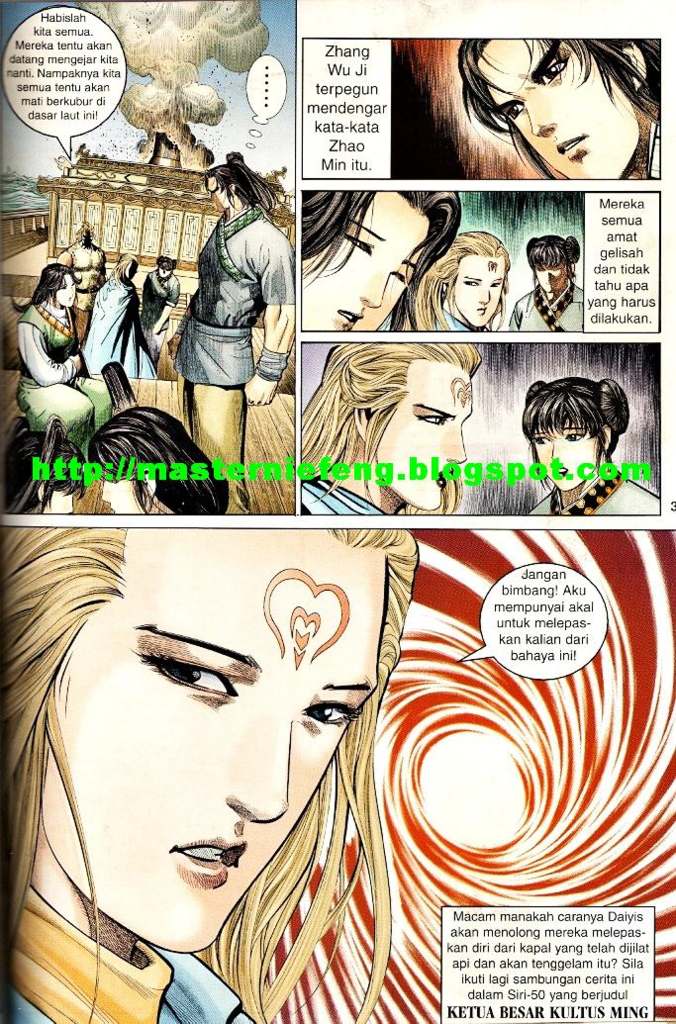 Habislah
kita semua.
Mereka tentu akan
datang mengejar kita
nanti. Nampaknya kita
semua tentu akan
mati berkubur di
dasar laut ini!
......
Zhang
Wu Ji
terpegun
mendengar
kata-kata
Zhao
Min itu.
Mereka
semua
amat
gelisah
dan tidak
tahu apa
yang harus
dilakukan.
http://masterniefeng.blogspot.com
3
Jangan
bimbang! Aku
mempunyai akal
untuk melepas-
kan kalian dari
bahaya ini!
Macam manakah caranya Daiyis
akan menolong mereka melepas-
kan diri dari kapal yang telah dijilat
api dan akan tenggelam itu? Sila
ikuti lagi sambungan cerita ini
dalam Siri-50 yang berjudul
KETUA BESAR KULTUS MING